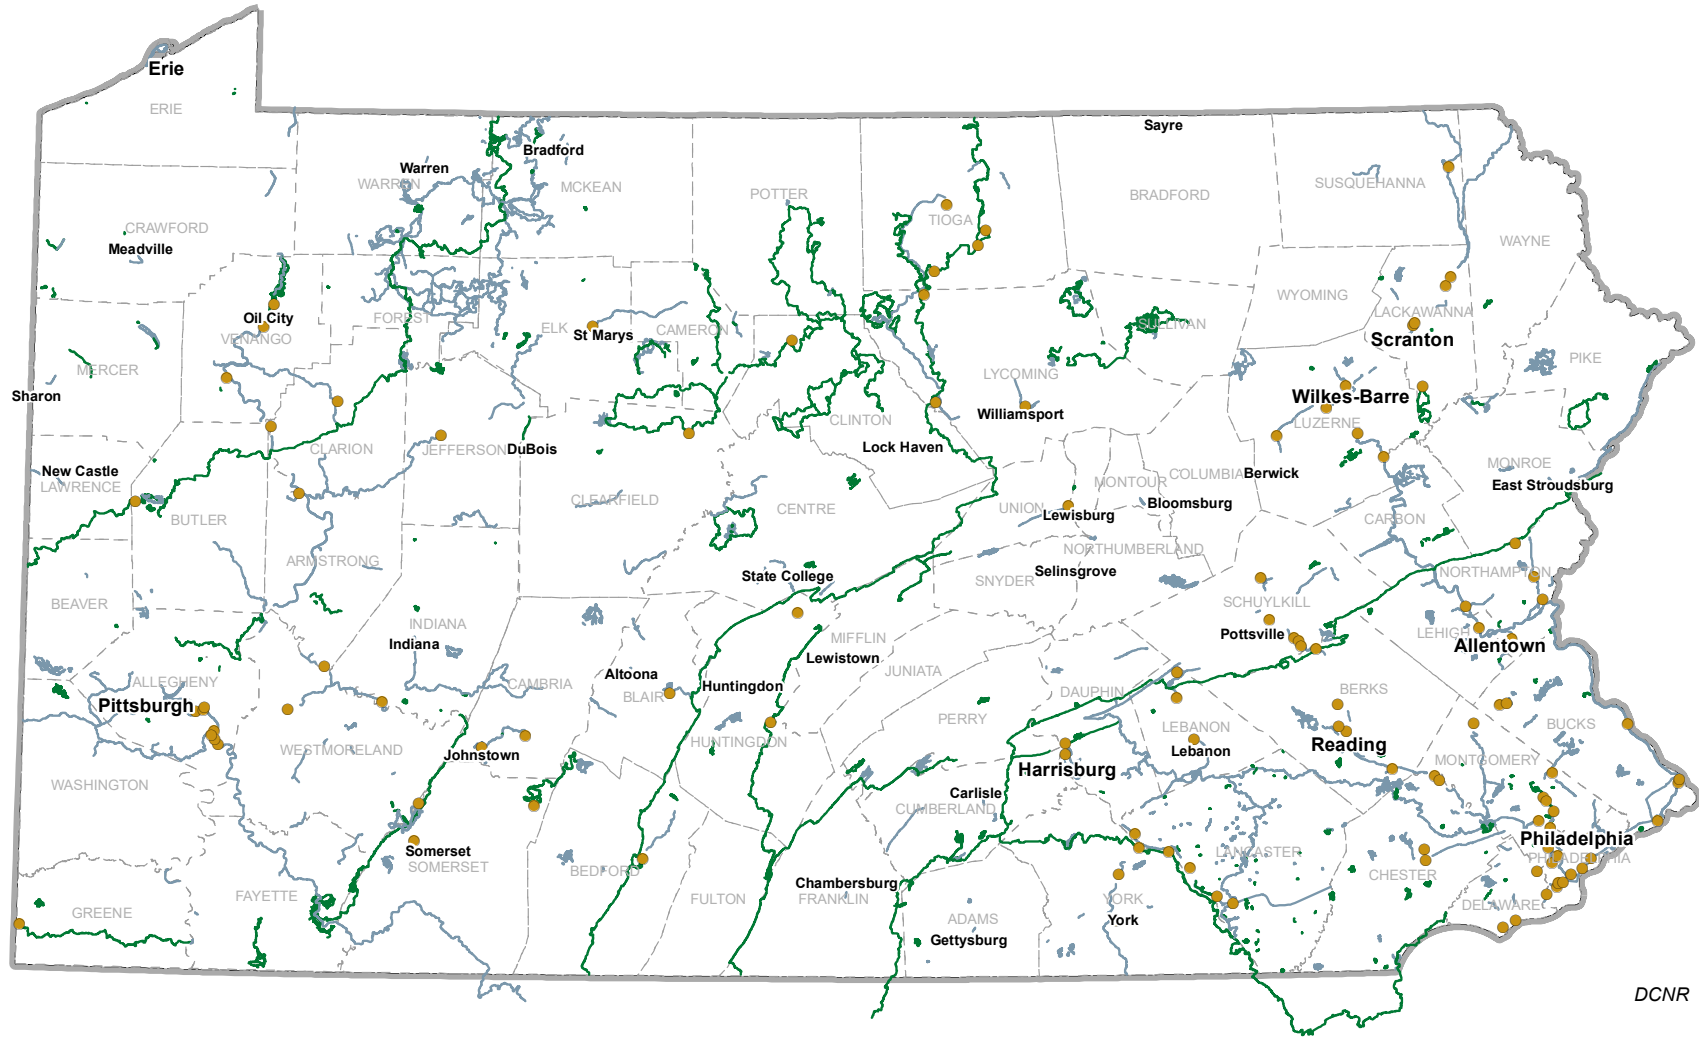 Erie
ERIE
Sayre
Bradford
Warren
WARREN
MCKEAN
POTTER
TIOGA
BRADFORD
SUSQUEHANNA
WAYNE
CRAWFORD
Meadville
WYOMING
LACKAWANNA
Oil City
VENANGO
FOREST
ELK
St Marys
CAMERON
SULLIVAN
Scranton
PIKE
MERCER
Sharon
LYCOMING
Williamsport
Wilkes-Barre
LUZERNE
CLINTON
Lock Haven
CLARION
JEFFERSON
DuBois
New Castle
LAWRENCE
CLEARFIELD
CENTRE
UNION
Lewisburg
MONTOUR
COLUMBIA
Bloomsburg
Berwick
MONROE
East Stroudsburg
BUTLER
CARBON
ARMSTRONG
NORTHUMBERLAND
Selinsgrove
SNYDER
State College
NORTHAMPTON
BEAVER
SCHUYLKILL
Pottsville
INDIANA
Indiana
MIFFLIN
Lewistown
JUNIATA
LEHIGH
Allentown
ALLEGHENY
Pittsburgh
CAMBRIA
Altoona
BLAIR
Huntingdon
DAUPHIN
BERKS
PERRY
LEBANON
Lebanon
BUCKS
WESTMORELAND
Johnstown
HUNTINGDON
Reading
MONTGOMERY
Harrisburg
WASHINGTON
Carlisle
CUMBERLAND
Philadelphia
PHILADELPHIA
Somerset
SOMERSET
BEDFORD
LANCASTER
CHESTER
Chambersburg
FRANKLIN
FULTON
FAYETTE
GREENE
YORK
York
DELAWARE
ADAMS
Gettysburg
DCNR